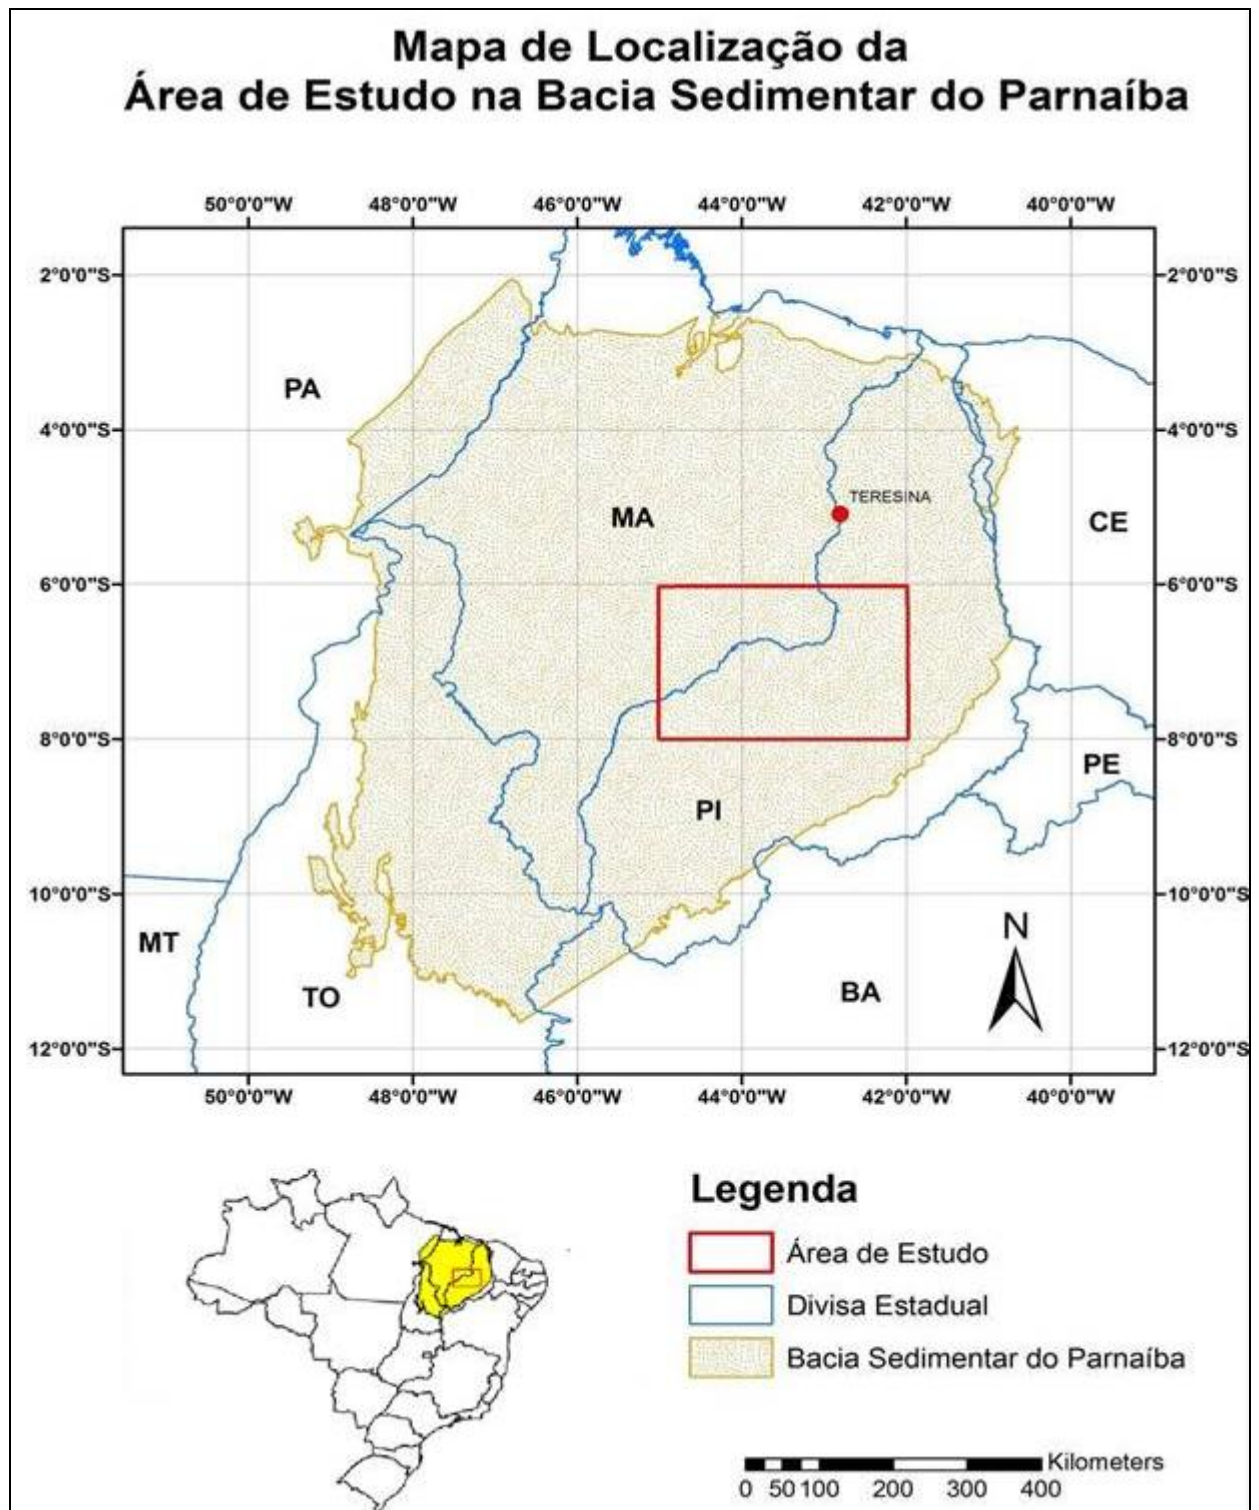 Mapa de Localização da
Área de Estudo na Bacia Sedimentar do Parnaíba
50°0'0"W 48°0'0"W 46°0'0"W 44°0'0"W 42°0'0"W 40°0'0"W
2°0'0"S 2°0'0"S
PA
4°0'0"S 4°0'0"S
TERESINA
MA CE
6°0'0"S 6°0'0"S
8°0'0"S 8°0'0"S
PE
PI
10°0'0"S 10°0'0"S
N
MT
TO BA
12°0'0"S 12°0'0"S
50°0'0"W 48°0'0"W 46°0'0"W 44°0'0"W 42°0'0"W 40°0'0"W
Legenda
Área de Estudo
Divisa Estadual
Bacia Sedimentar do Parnaíba
Kilometers
0 50 100 200 300 400